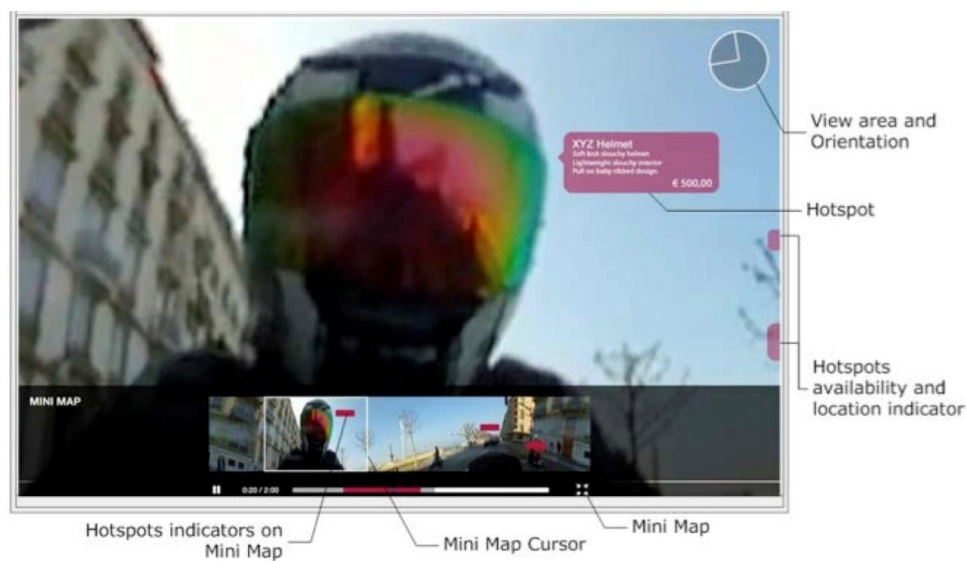 View area and
Orientation
XYZ Helmet
Soft knit slouchy helmet
Lightweight slouchy interior
Pull on baby ribbed design
€ 500,00
Hotspot
Hotspots
availability and
location indicator
MINI MAP
0:20 / 2:00
Hotspots indicators on
Mini Map
Mini Map Cursor
Mini Map